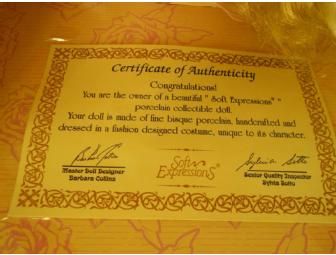 Certificate of Authenticity
Congratulations!
You are the owner of a beautiful " Soft Expressions" "
porcelain collectible doll.
Your doll is made of fine bisque porcelain, handcrafted and
dressed in a fashion designed costume, unique to its character.
Master Doll Designer
Barbara Collins
Soft
Expressions®
Senior Quality Inspector
Sylvia Soltu